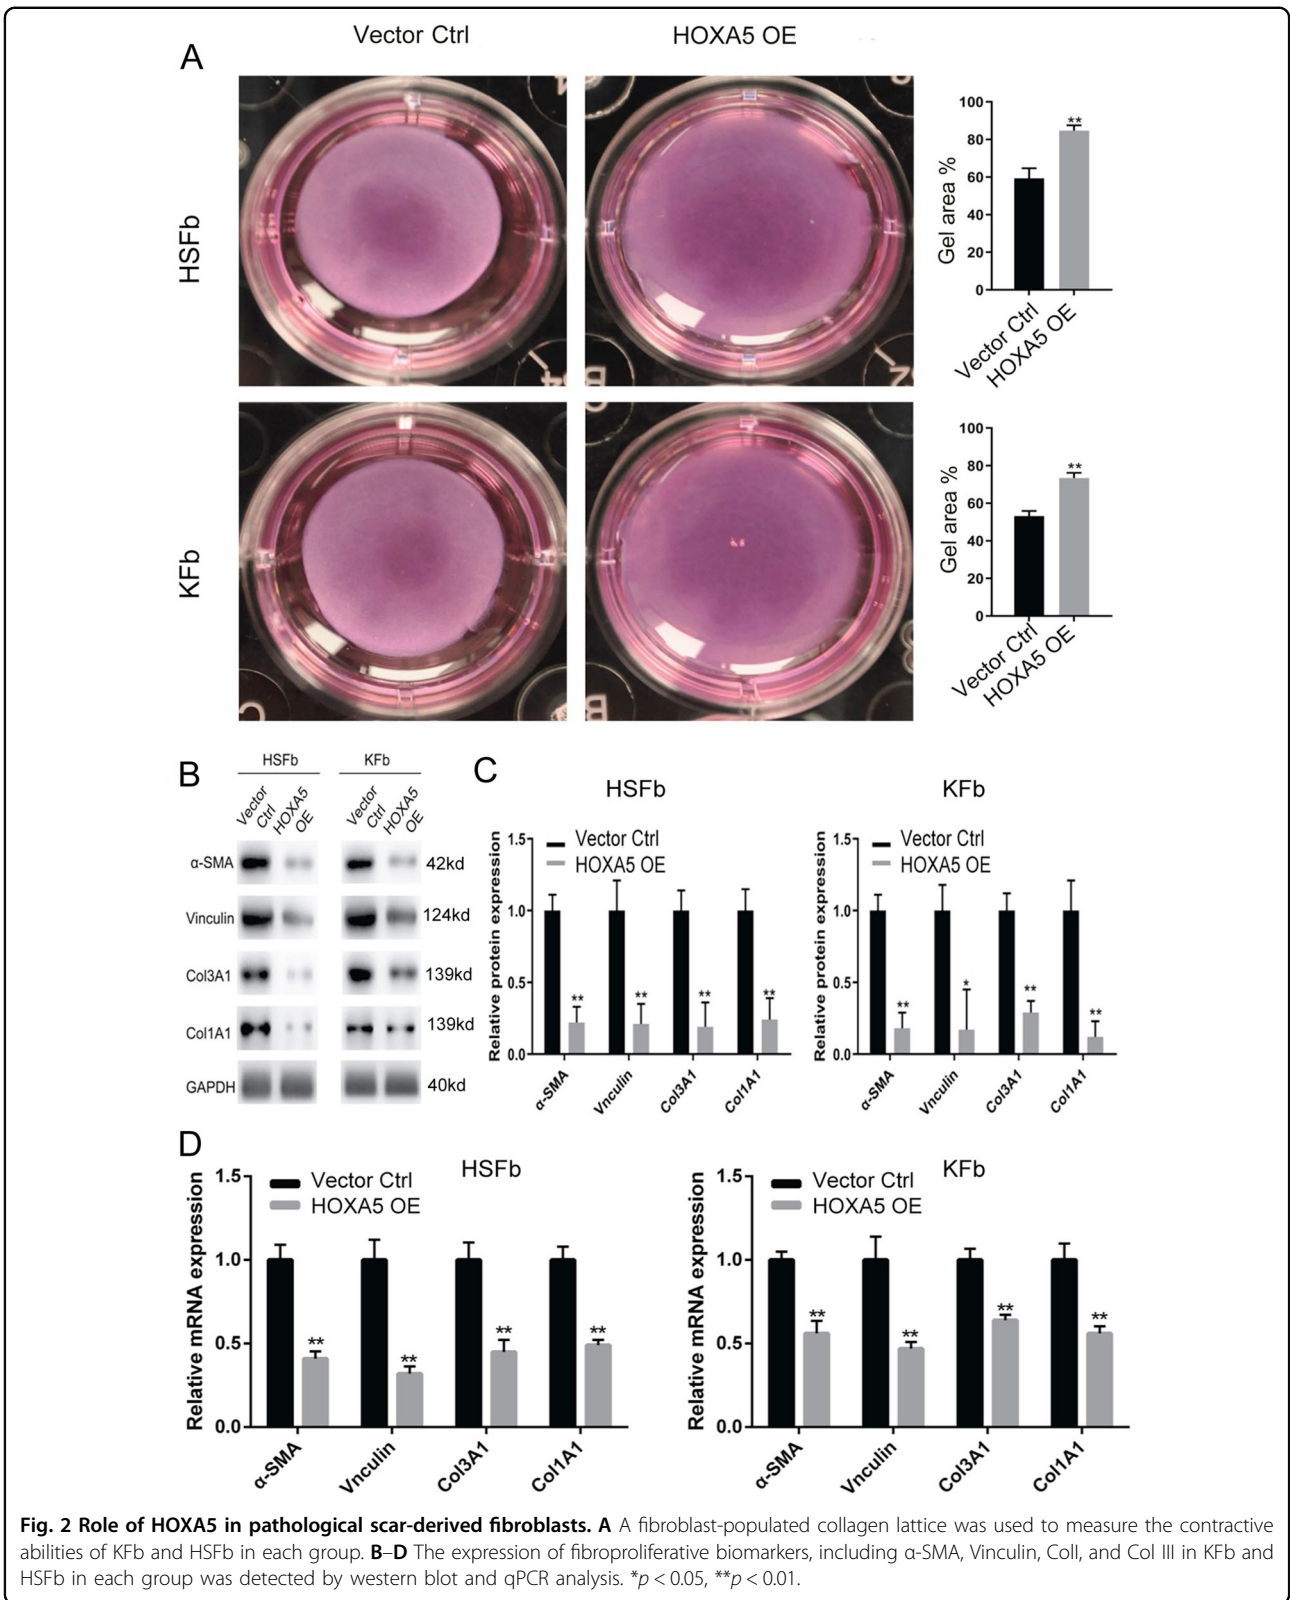 Vector Ctrl
HOXA5 OE
A
HSFb
Gel area %
100
80
60
40
20
0
**
Vector Ctrl
HOXA5 OE
KFb
Gel area %
100
80
60
40
20
0
**
Vector Ctrl
HOXA5 OE
B
HSFb
KFb
Vector
Ctrl
HOXA5
OE
Vector
Ctrl
HOXA5
OE
α-SMA
42kd
Vinculin
124kd
Col3A1
139kd
Col1A1
139kd
GAPDH
40kd
C
HSFb
Relative protein expression
1.5
1.0
0.5
0.0
Vector Ctrl
HOXA5 OE
**
**
**
**
α-SMA
Vnculin
Col3A1
Col1A1
KFb
Relative protein expression
1.5
1.0
0.5
0.0
Vector Ctrl
HOXA5 OE
**
*
**
**
α-SMA
Vnculin
Col3A1
Col1A1
D
HSFb
Relative mRNA expression
1.5
1.0
0.5
0.0
Vector Ctrl
HOXA5 OE
**
**
**
**
α-SMA
Vnculin
Col3A1
Col1A1
KFb
Relative mRNA expression
1.5
1.0
0.5
0.0
Vector Ctrl
HOXA5 OE
**
**
**
**
α-SMA
Vnculin
Col3A1
Col1A1
Fig. 2 Role of HOXA5 in pathological scar-derived fibroblasts. A A fibroblast-populated collagen lattice was used to measure the contractive
abilities of KFb and HSFb in each group. B–D The expression of fibroproliferative biomarkers, including α-SMA, Vinculin, ColI, and Col III in KFb and
HSFb in each group was detected by western blot and qPCR analysis. *p < 0.05, **p < 0.01.